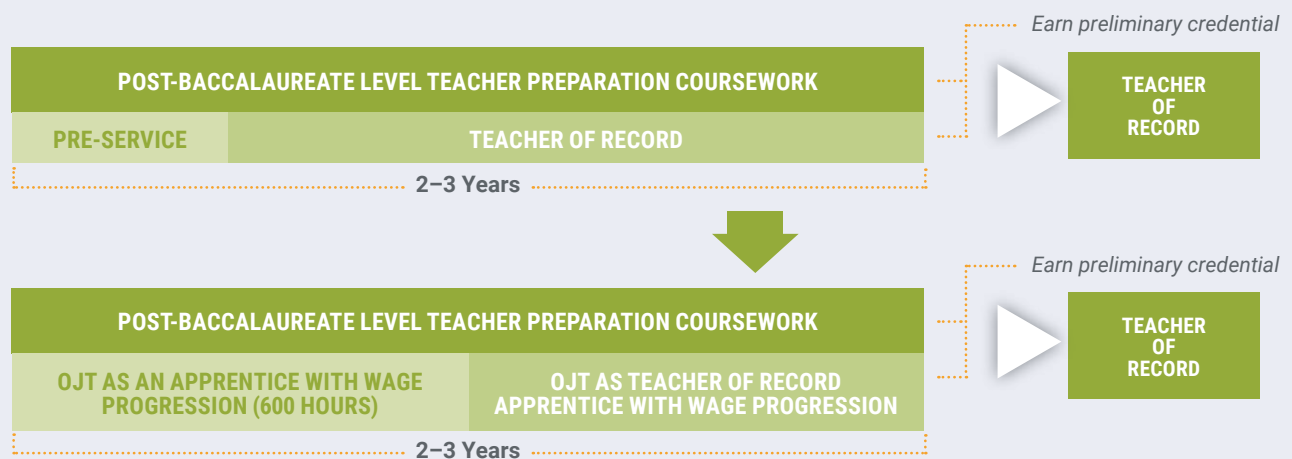 Earn preliminary credential
POST-BACCALAUREATE LEVEL TEACHER PREPARATION COURSEWORK
TEACHER
OF
RECORD
PRE-SERVICE
TEACHER OF RECORD
2–3 Years
Earn preliminary credential
POST-BACCALAUREATE LEVEL TEACHER PREPARATION COURSEWORK
TEACHER
OF
RECORD
OJT AS AN APPRENTICE WITH WAGE
PROGRESSION (600 HOURS)
OJT AS TEACHER OF RECORD
APPRENTICE WITH WAGE PROGRESSION
2–3 Years